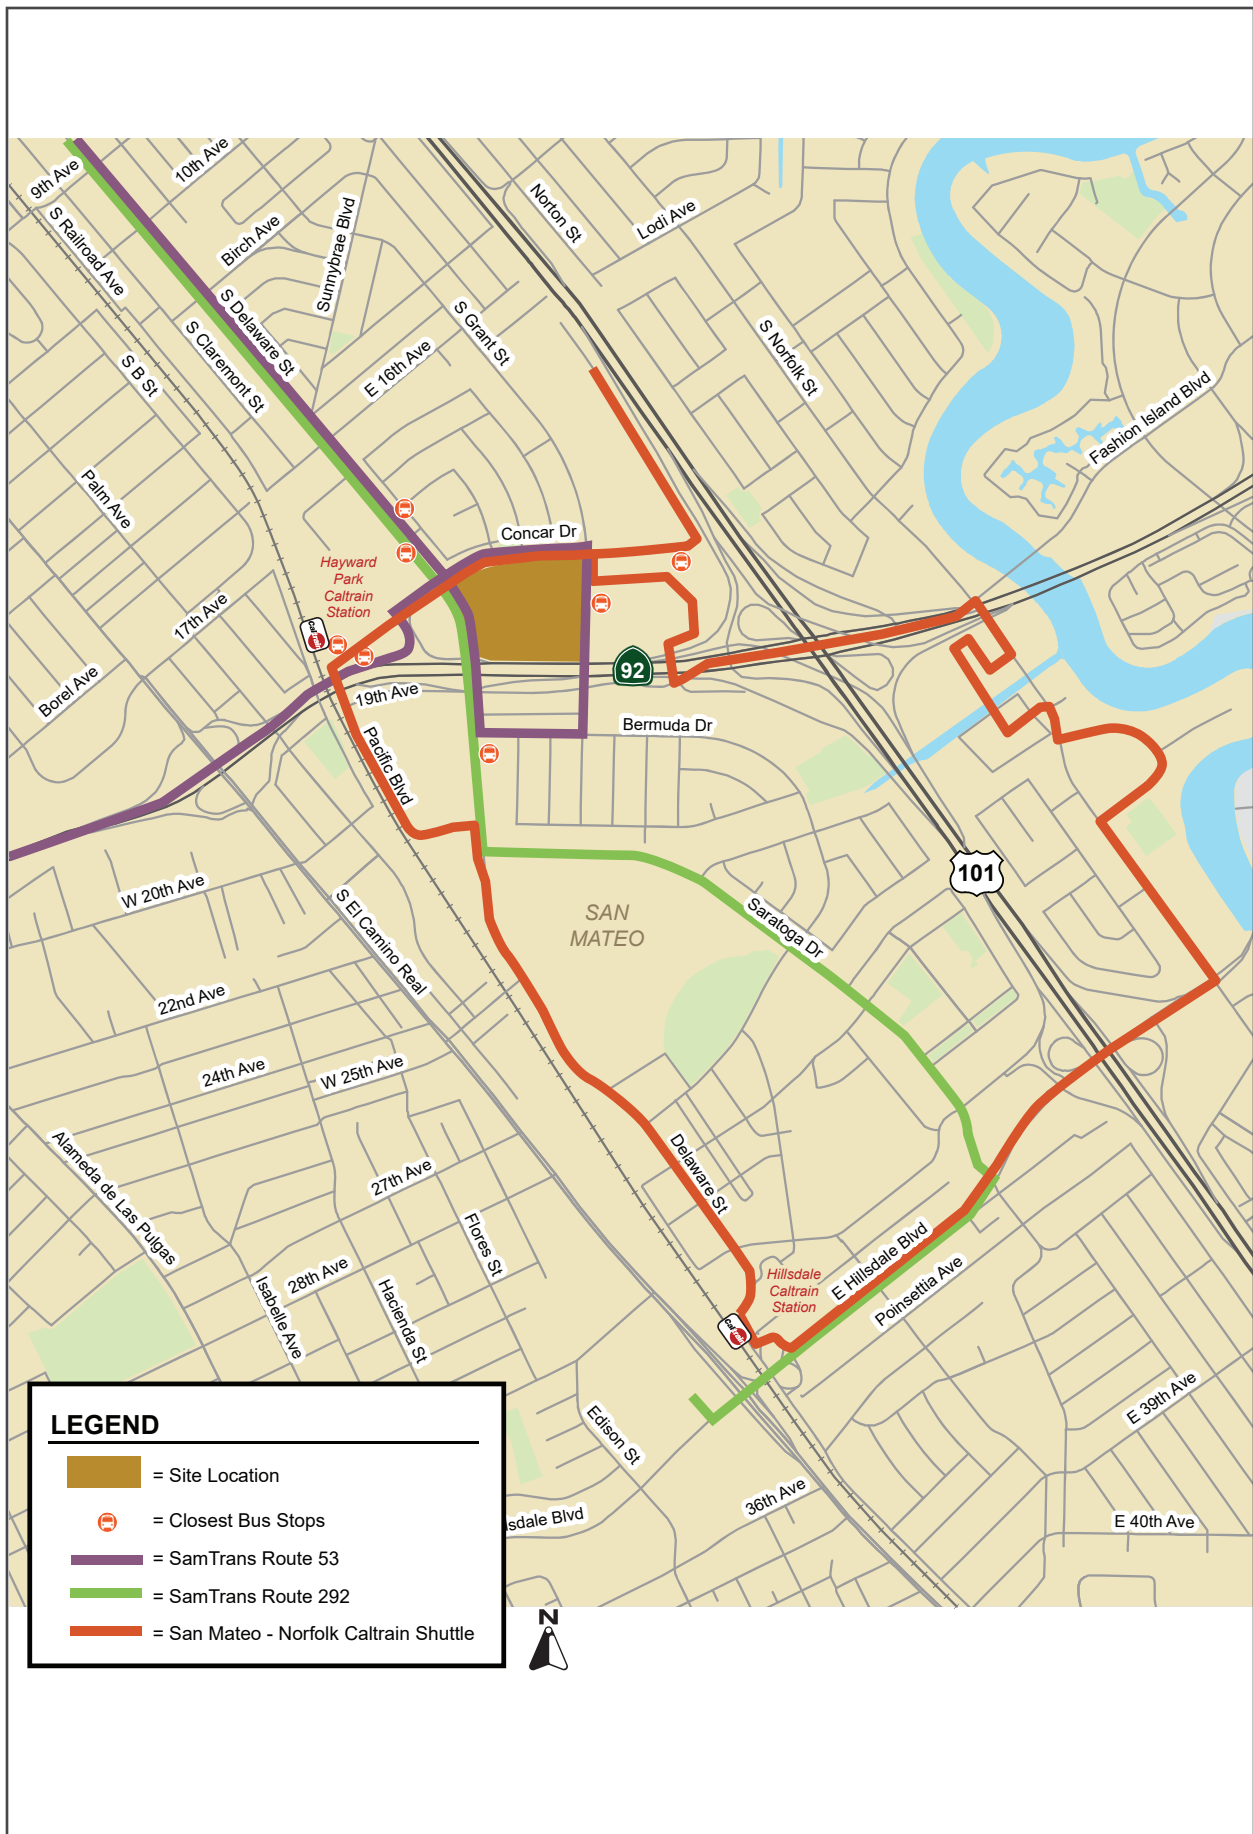 9th Ave
10th Ave
S Railroad Ave
Birch Ave
Sunnybrae Blvd
Norton St
Lodi Ave
S Delaware St
S Claremont St
S B St
E 16th Ave
S Grant St
S Norfolk St
Fashion Island Blvd
Palm Ave
Concar Dr
Hayward
Park
Caltrain
Station
17th Ave
Cal Train
92
Borel Ave
19th Ave
Bermuda Dr
Pacific Blvd
101
W 20th Ave
S El Camino Real
SAN
MATEO
Saratoga Dr
22nd Ave
24th Ave
W 25th Ave
Alameda de Las Pulgas
27th Ave
Delaware St
Flores St
28th Ave
Isabelle Ave
Hacienda St
Hillsdale
Caltrain
Station
E Hillsdale Blvd
Poinsettia Ave
Cal Train
Edison St
E 39th Ave
36th Ave
lsdale Blvd
E 40th Ave
LEGEND
= Site Location
= Closest Bus Stops
= SamTrans Route 53
= SamTrans Route 292
= San Mateo - Norfolk Caltrain Shuttle
N